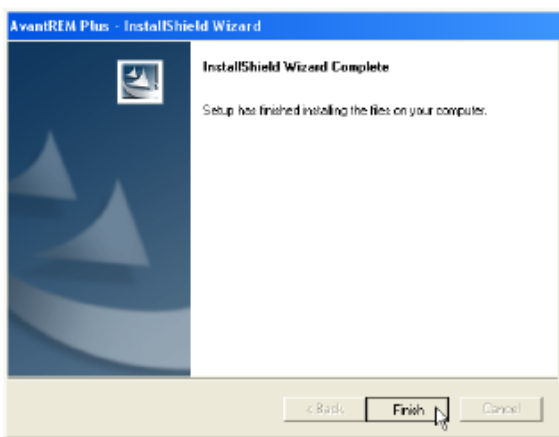 AvantREM Plus - InstallShield Wizard
InstallShield Wizard Complete
Setup has finished installing the files on your computer.
< Back
Finish
Cancel